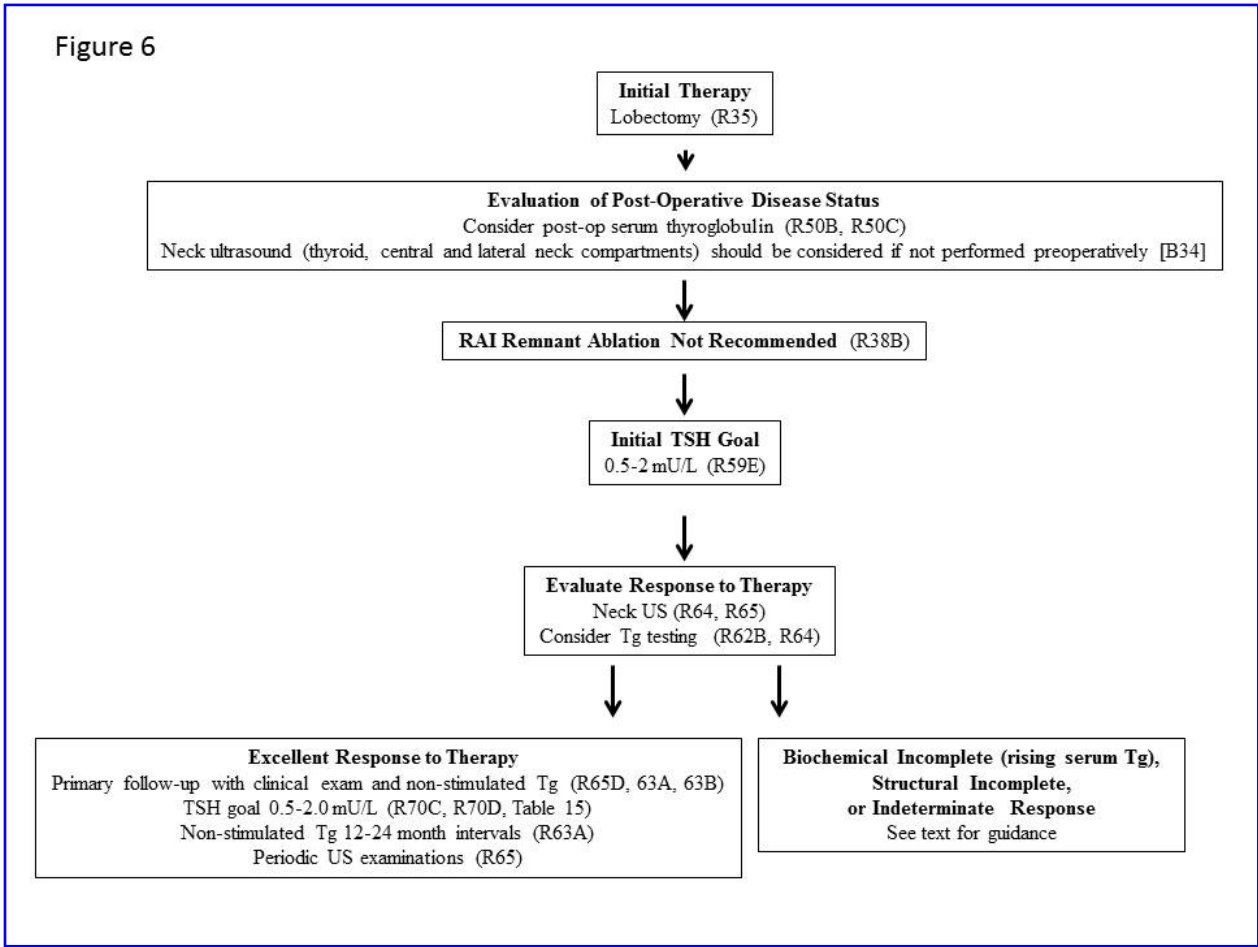 Figure 6
Initial Therapy
Lobectomy (R35)
Evaluation of Post-Operative Disease Status
Consider post-op serum thyroglobulin (R50B, R50C)
Neck ultrasound (thyroid, central and lateral neck compartments) should be considered if not performed preoperatively [B34]
RAI Remnant Ablation Not Recommended (R38B)
Initial TSH Goal
0.5-2 mU/L (R59E)
Evaluate Response to Therapy
Neck US (R64, R65)
Consider Tg testing (R62B, R64)
Excellent Response to Therapy
Primary follow-up with clinical exam and non-stimulated Tg (R65D, 63A, 63B)
TSH goal 0.5-2.0 mU/L (R70C, R70D, Table 15)
Non-stimulated Tg 12-24 month intervals (R63A)
Periodic US examinations (R65)
Biochemical Incomplete (rising serum Tg),
Structural Incomplete,
or Indeterminate Response
See text for guidance